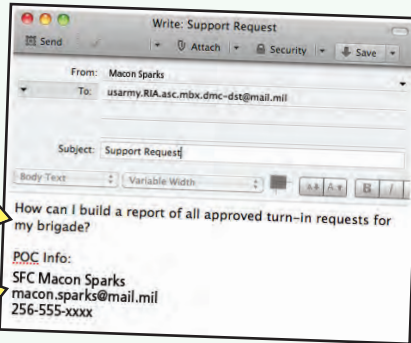 Write: Support Request
Send Attach Security Save
From: Macon Sparks
To: usarmy.RIA.asc.mbx.dmc-dst@mail.mil
Subject: Support Request
Body Text Variable Width B I
How can I build a report of all approved turn-in requests for
my brigade?
POC Info:
SFC Macon Sparks
macon.sparks@mail.mil
256-555-xxxx